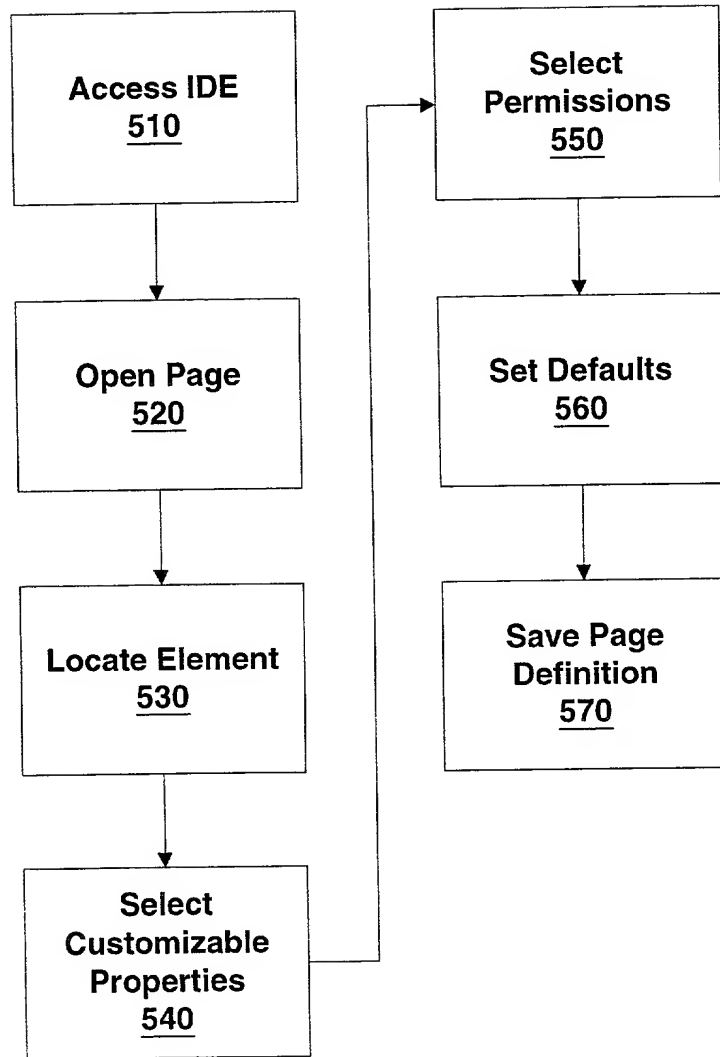 Access IDE
510
Open Page
520
Locate Element
530
Select
Customizable
Properties
540
Select
Permissions
550
Set Defaults
560
Save Page
Definition
570